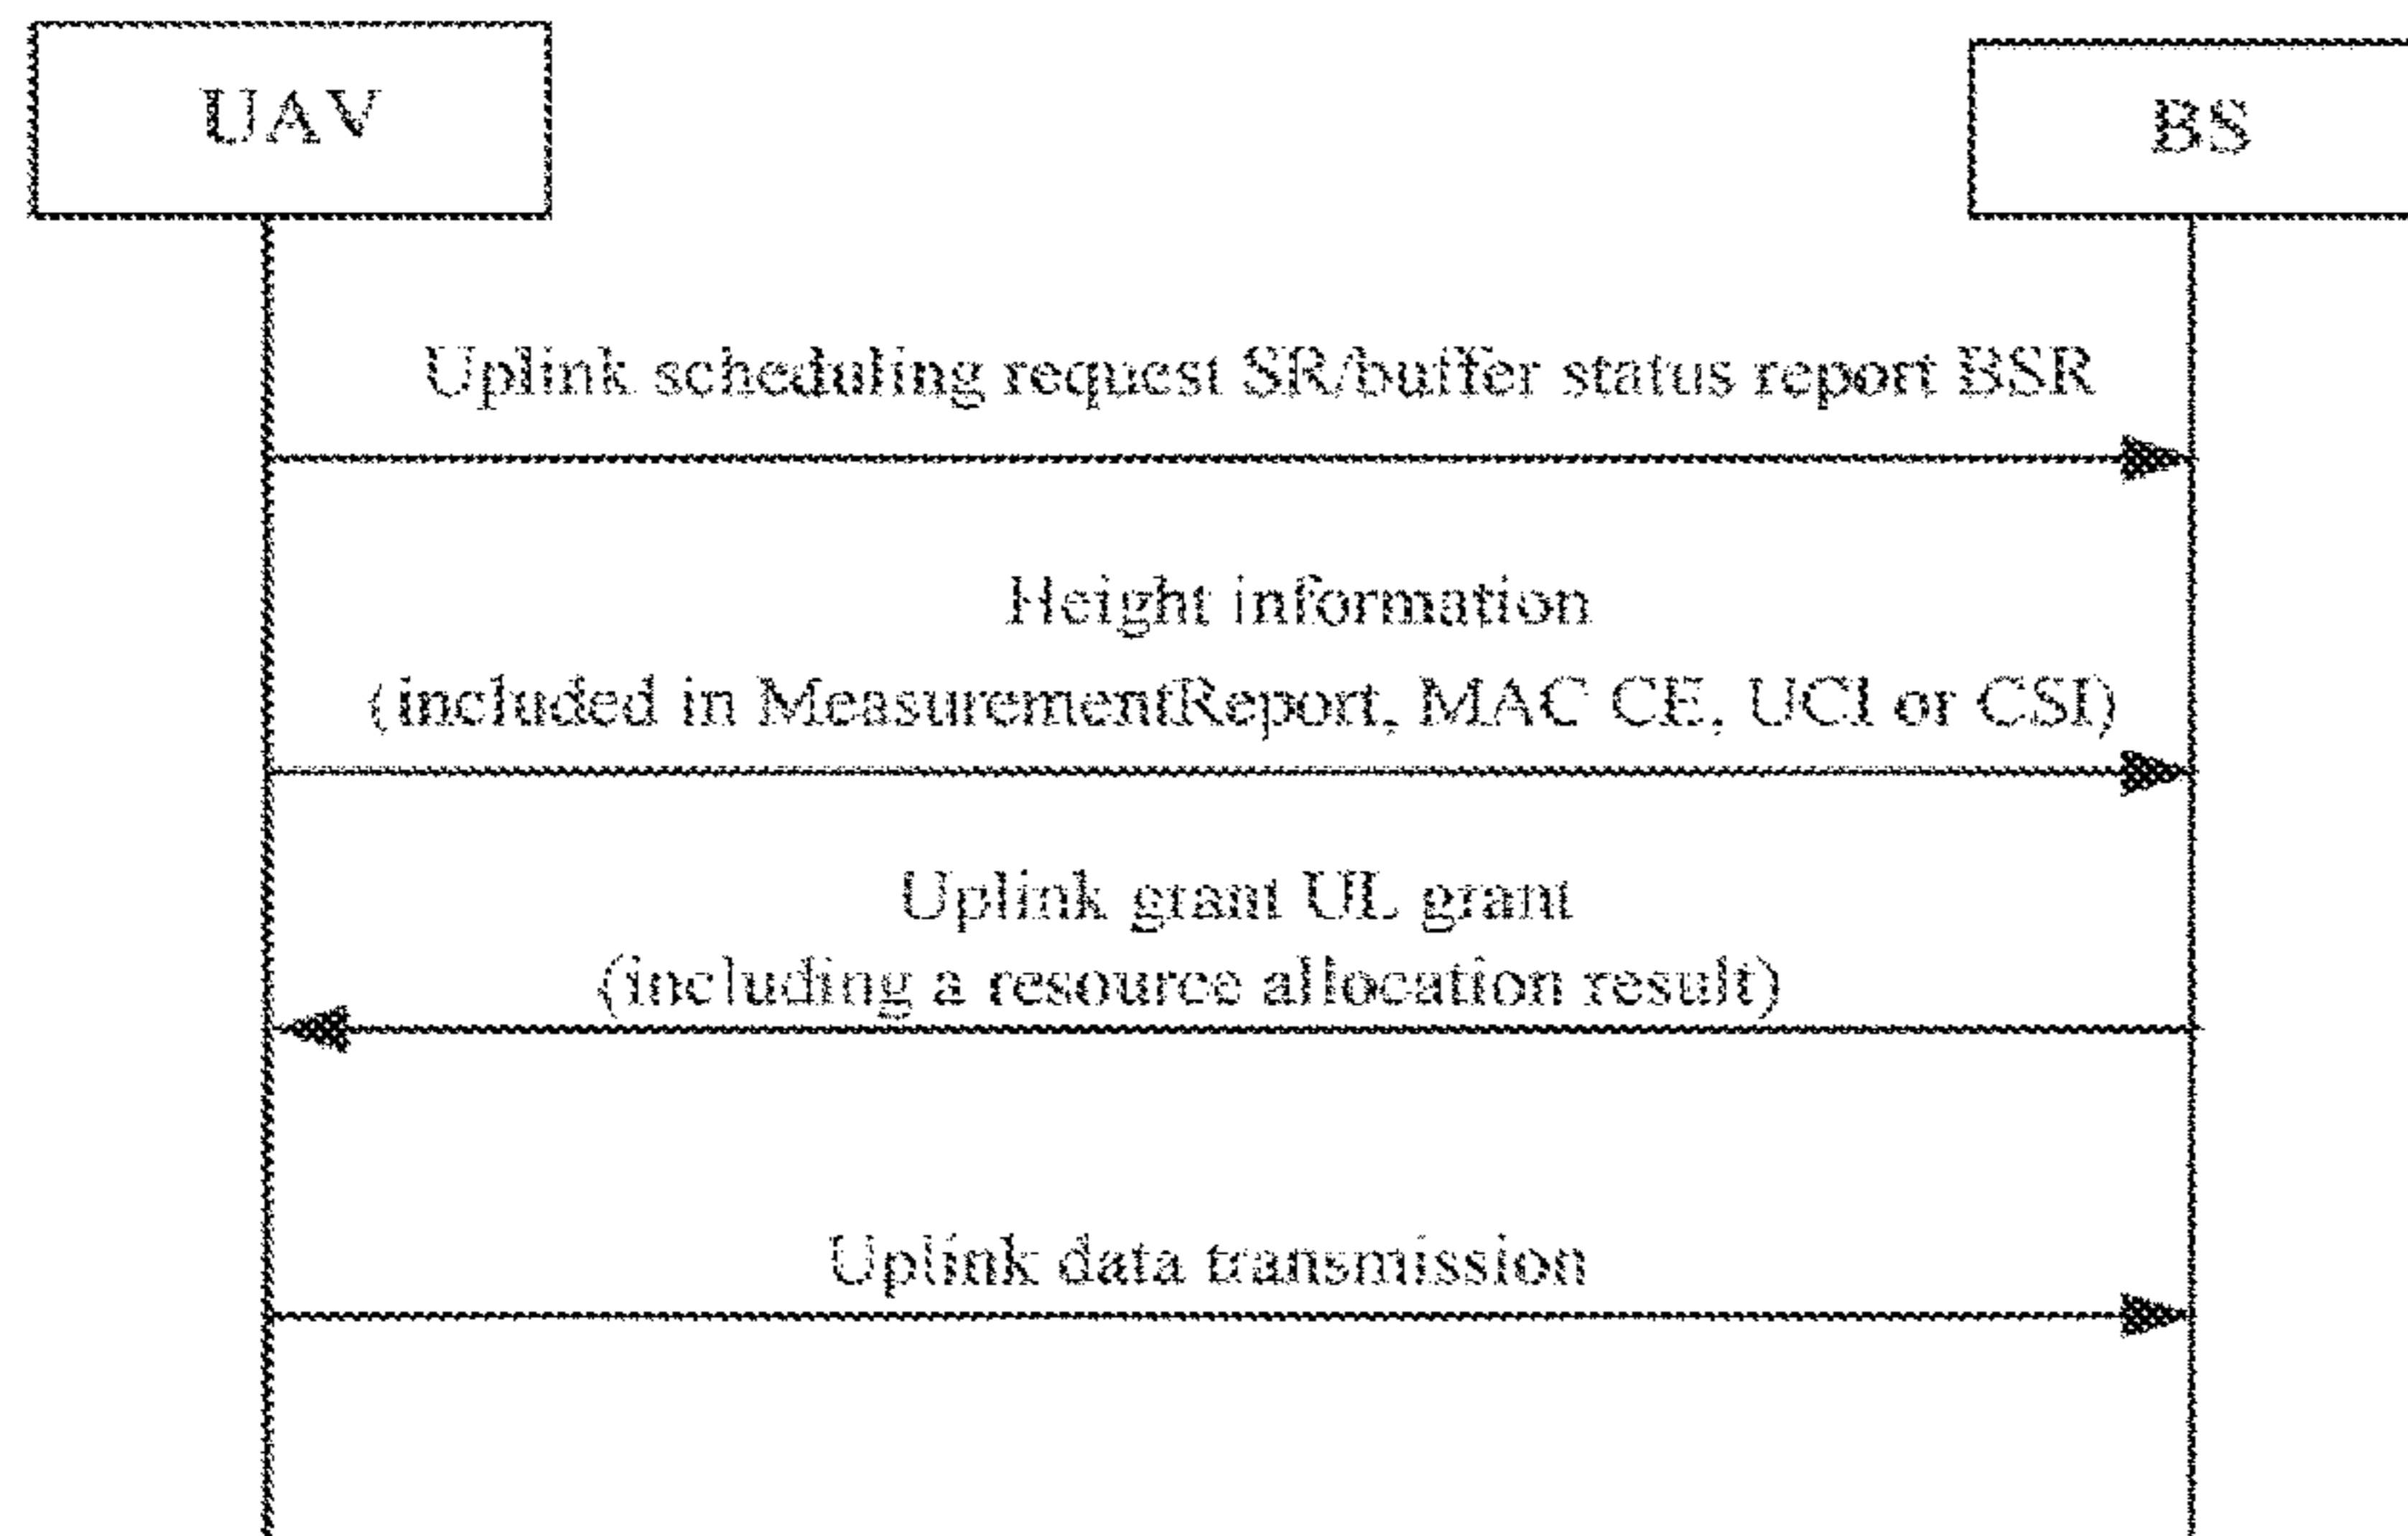 UAV
BS
Uplink scheduling request SR/buffer status report BSR
Height information
(included in MeasurementReport, MAC CE, UCI or CSI)
Uplink grant UL grant
(including a resource allocation result)
Uplink data transmission